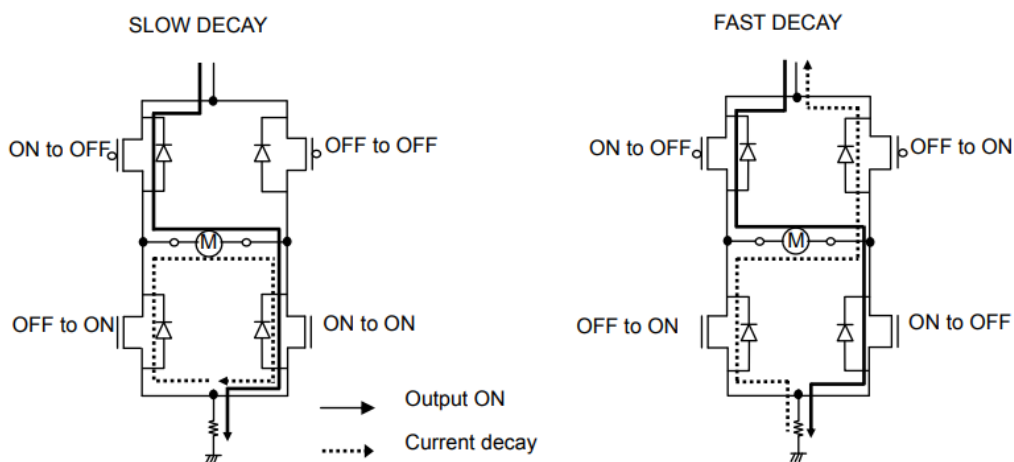 SLOW DECAY
FAST DECAY
ON to OFF
OFF to OFF
ON to OFF
OFF to ON
M
M
OFF to ON
ON to ON
OFF to ON
ON to OFF
Output ON
Current decay